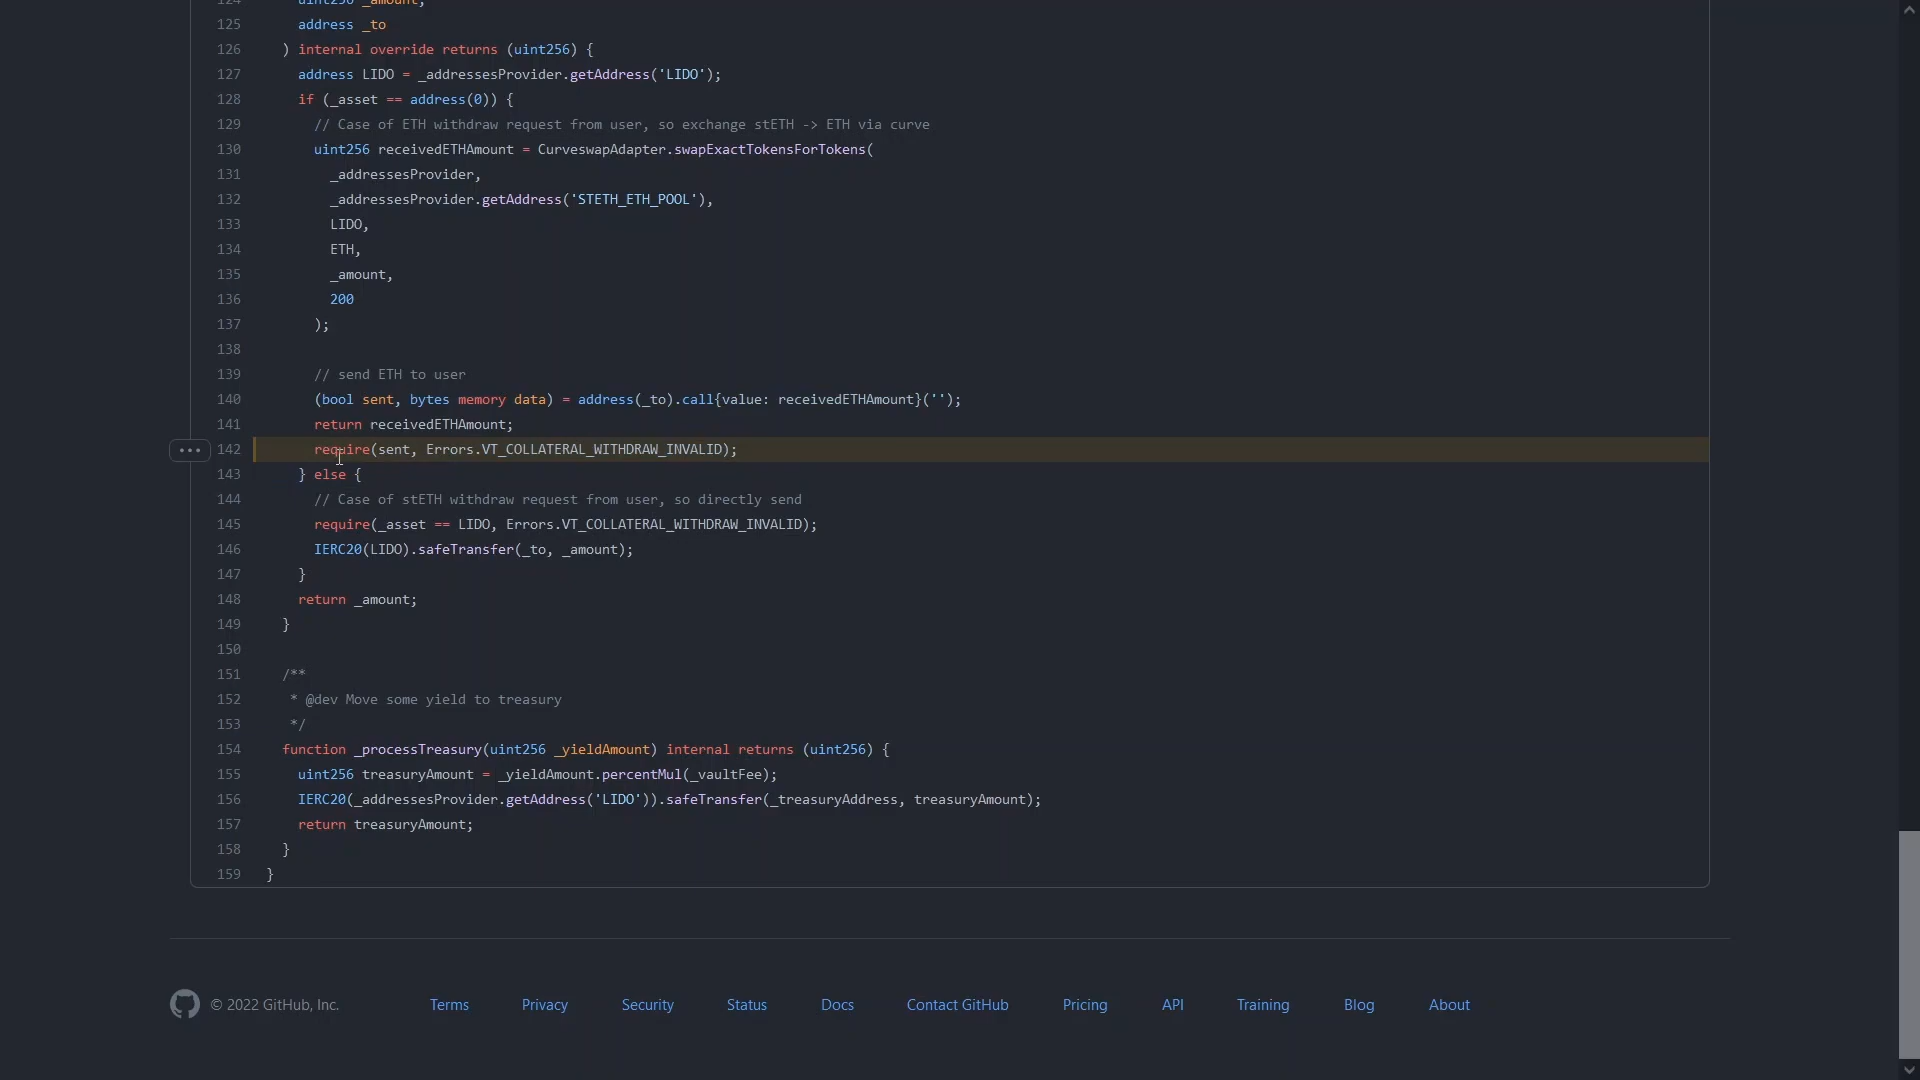 124 uint256 _amount,
125 address _to
126 ) internal override returns (uint256) {
127 address LIDO = _addressesProvider.getAddress('LIDO');
128 if (_asset == address(0)) {
129 // Case of ETH withdraw request from user, so exchange stETH -> ETH via curve
130 uint256 receivedETHAmount = CurveswapAdapter.swapExactTokensForTokens(
131 _addressesProvider,
132 _addressesProvider.getAddress('STETH_ETH_POOL'),
133 LIDO,
134 ETH,
135 _amount,
136 200
137 );
138
139 // send ETH to user
140 (bool sent, bytes memory data) = address(_to).call{value: receivedETHAmount}('');
141 return receivedETHAmount;
142 require(sent, Errors.VT_COLLATERAL_WITHDRAW_INVALID);
143 } else {
144 // Case of stETH withdraw request from user, so directly send
145 require(_asset == LIDO, Errors.VT_COLLATERAL_WITHDRAW_INVALID);
146 IERC20(LIDO).safeTransfer(_to, _amount);
147 }
148 return _amount;
149 }
150
151 /**
152 * @dev Move some yield to treasury
153 */
154 function _processTreasury(uint256 _yieldAmount) internal returns (uint256) {
155 uint256 treasuryAmount = _yieldAmount.percentMul(_vaultFee);
156 IERC20(_addressesProvider.getAddress('LIDO')).safeTransfer(_treasuryAddress, treasuryAmount);
157 return treasuryAmount;
158 }
159 }
© 2022 GitHub, Inc. Terms Privacy Security Status Docs Contact GitHub Pricing API Training Blog About